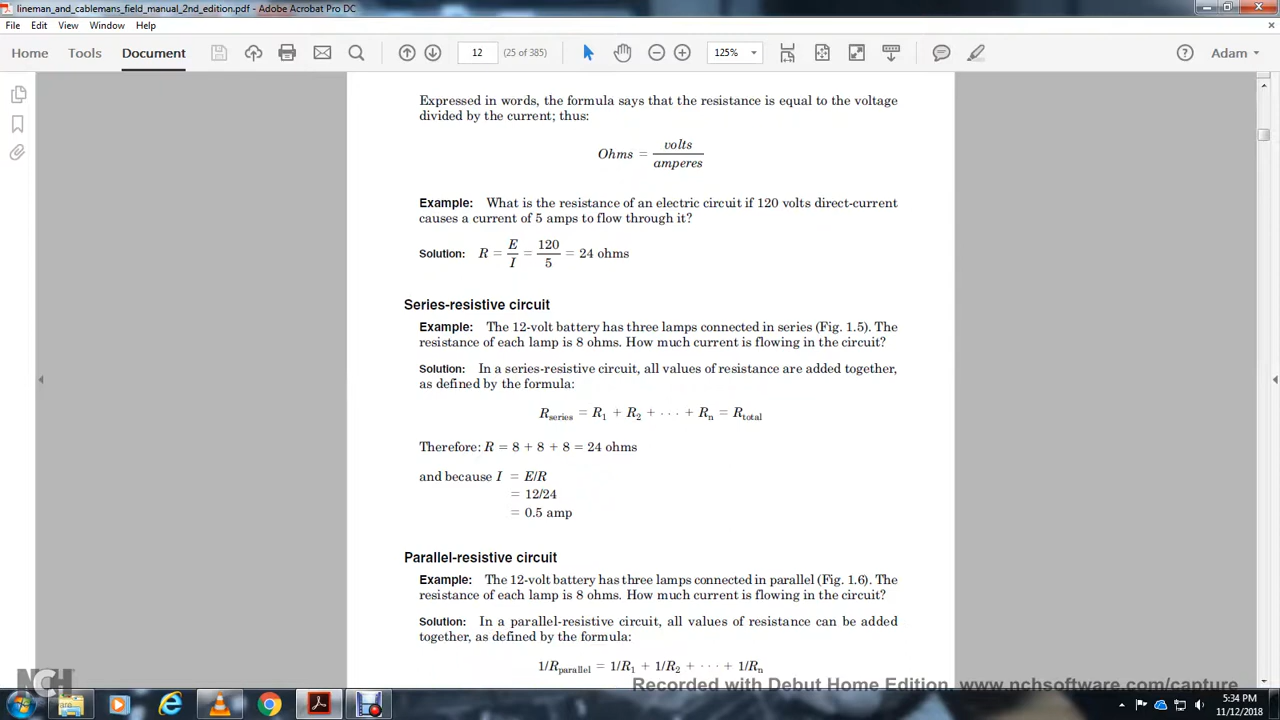 lineman_and_cablemans_field_manual_2nd_edition.pdf - Adobe Acrobat Pro DC
File Edit View Window Help
Home Tools Document 12 (25 of 385) 125% Adam
Expressed in words, the formula says that the resistance is equal to the voltage
divided by the current; thus:
Ohms = volts / amperes
Example: What is the resistance of an electric circuit if 120 volts direct-current
causes a current of 5 amps to flow through it?
Solution: R = E/I = 120/5 = 24 ohms
Series-resistive circuit
Example: The 12-volt battery has three lamps connected in series (Fig. 1.5). The
resistance of each lamp is 8 ohms. How much current is flowing in the circuit?
Solution: In a series-resistive circuit, all values of resistance are added together,
as defined by the formula:
Rseries = R1 + R2 + · · · + Rn = Rtotal
Therefore: R = 8 + 8 + 8 = 24 ohms
and because I = E/R
= 12/24
= 0.5 amp
Parallel-resistive circuit
Example: The 12-volt battery has three lamps connected in parallel (Fig. 1.6). The
resistance of each lamp is 8 ohms. How much current is flowing in the circuit?
Solution: In a parallel-resistive circuit, all values of resistance can be added
together, as defined by the formula:
1/Rparallel = 1/R1 + 1/R2 + · · · + 1/Rn
NCH
Recorded with Debut Home Edition. www.nchsoftware.com/capture
5:34 PM
11/12/2018